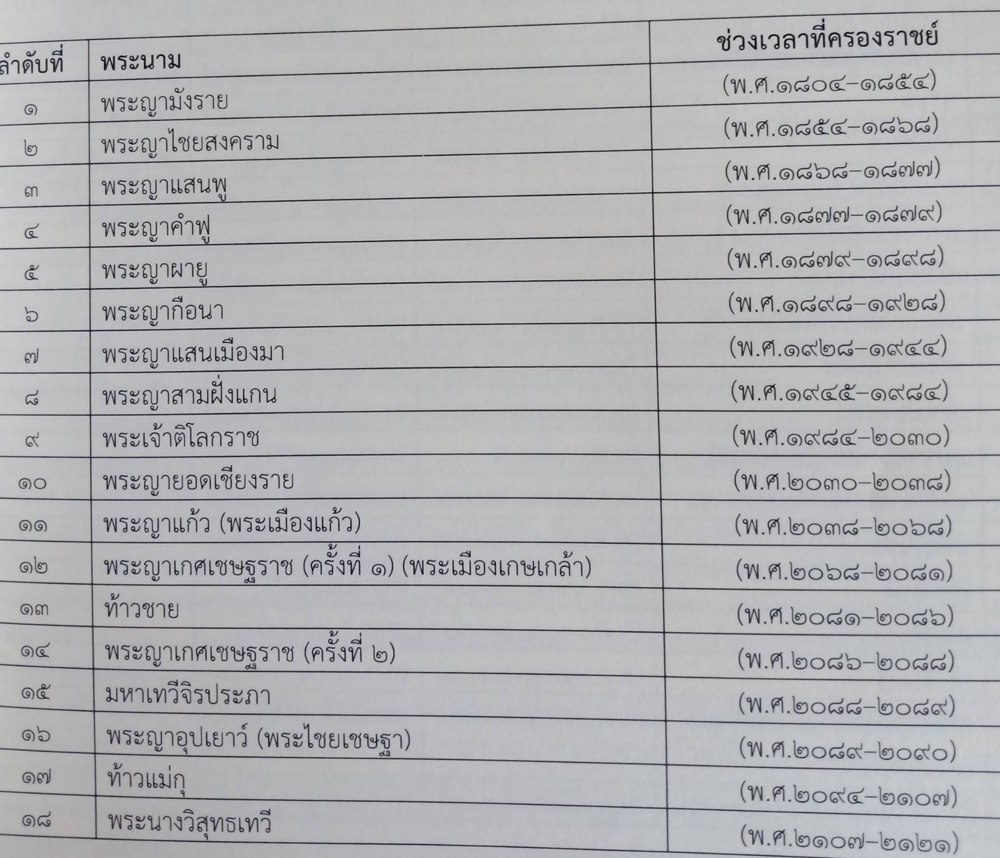 ลำดับที่ พระนาม ช่วงเวลาที่ครองราชย์
๑ พระญามังราย (พ.ศ.๑๘๐๔-๑๘๕๔)
๒ พระญาไชยสงคราม (พ.ศ.๑๘๕๔-๑๘๖๘)
๓ พระญาแสนพู (พ.ศ.๑๘๖๘-๑๘๗๗)
๔ พระญาคำฟู (พ.ศ.๑๘๗๗-๑๘๗๙)
๕ พระญาผายู (พ.ศ.๑๘๗๙-๑๘๙๘)
๖ พระญากือนา (พ.ศ.๑๘๙๘-๑๙๒๘)
๗ พระญาแสนเมืองมา (พ.ศ.๑๙๒๘-๑๙๔๔)
๘ พระญาสามฝั่งแกน (พ.ศ.๑๙๔๕-๑๙๘๔)
๙ พระเจ้าติโลกราช (พ.ศ.๑๙๘๔-๒๐๓๐)
๑๐ พระญายอดเชียงราย (พ.ศ.๒๐๓๐-๒๐๓๘)
๑๑ พระญาแก้ว (พระเมืองแก้ว) (พ.ศ.๒๐๓๘-๒๐๖๘)
๑๒ พระญาเกศเชษฐราช (ครั้งที่ ๑) (พระเมืองเกษเกล้า) (พ.ศ.๒๐๖๘-๒๐๘๑)
๑๓ ท้าวชาย (พ.ศ.๒๐๘๑-๒๐๘๖)
๑๔ พระญาเกศเชษฐราช (ครั้งที่ ๒) (พ.ศ.๒๐๘๖-๒๐๘๘)
๑๕ มหาเทวีจิรประภา (พ.ศ.๒๐๘๘-๒๐๘๙)
๑๖ พระญาอุปเยาว์ (พระไชยเชษฐา) (พ.ศ.๒๐๘๙-๒๐๙๐)
๑๗ ท้าวแม่กุ (พ.ศ.๒๐๙๔-๒๑๐๗)
๑๘ พระนางวิสุทธเทวี (พ.ศ.๒๑๐๗-๒๑๒๑)